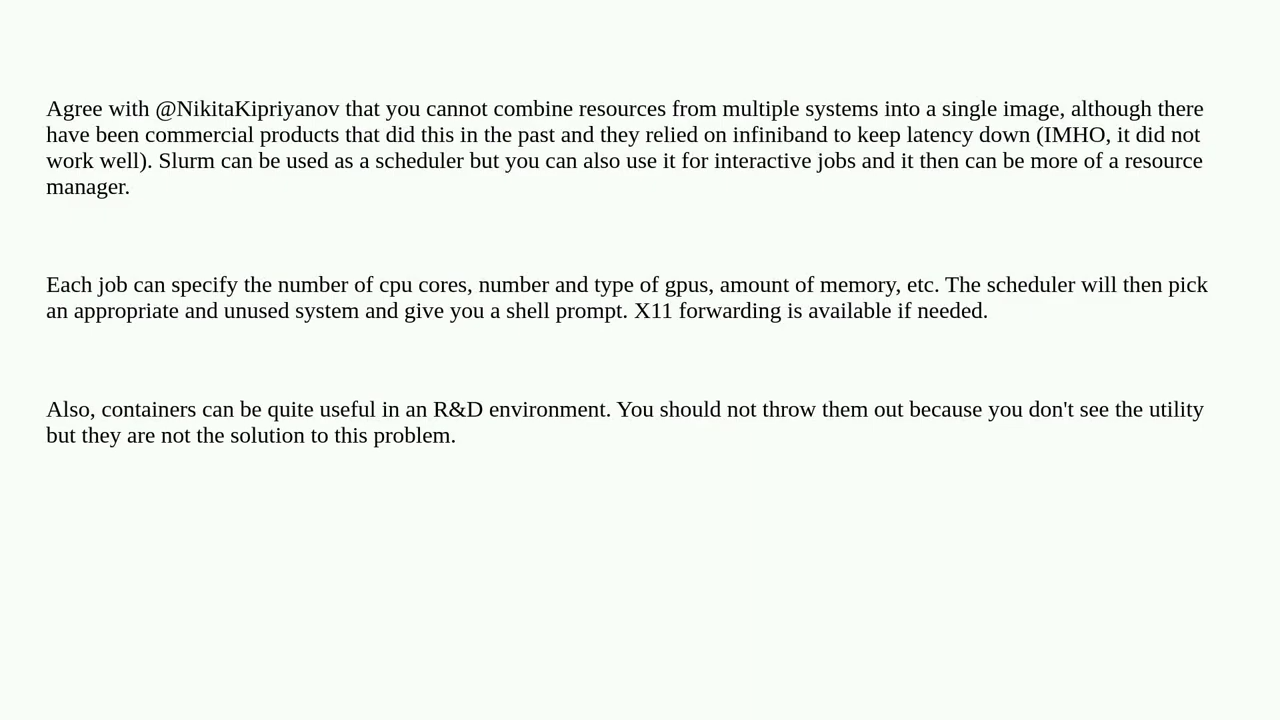 Agree with @NikitaKipriyanov that you cannot combine resources from multiple systems into a single image, although there
have been commercial products that did this in the past and they relied on infiniband to keep latency down (IMHO, it did not
work well). Slurm can be used as a scheduler but you can also use it for interactive jobs and it then can be more of a resource
manager.
Each job can specify the number of cpu cores, number and type of gpus, amount of memory, etc. The scheduler will then pick
an appropriate and unused system and give you a shell prompt. X11 forwarding is available if needed.
Also, containers can be quite useful in an R&D environment. You should not throw them out because you don't see the utility
but they are not the solution to this problem.